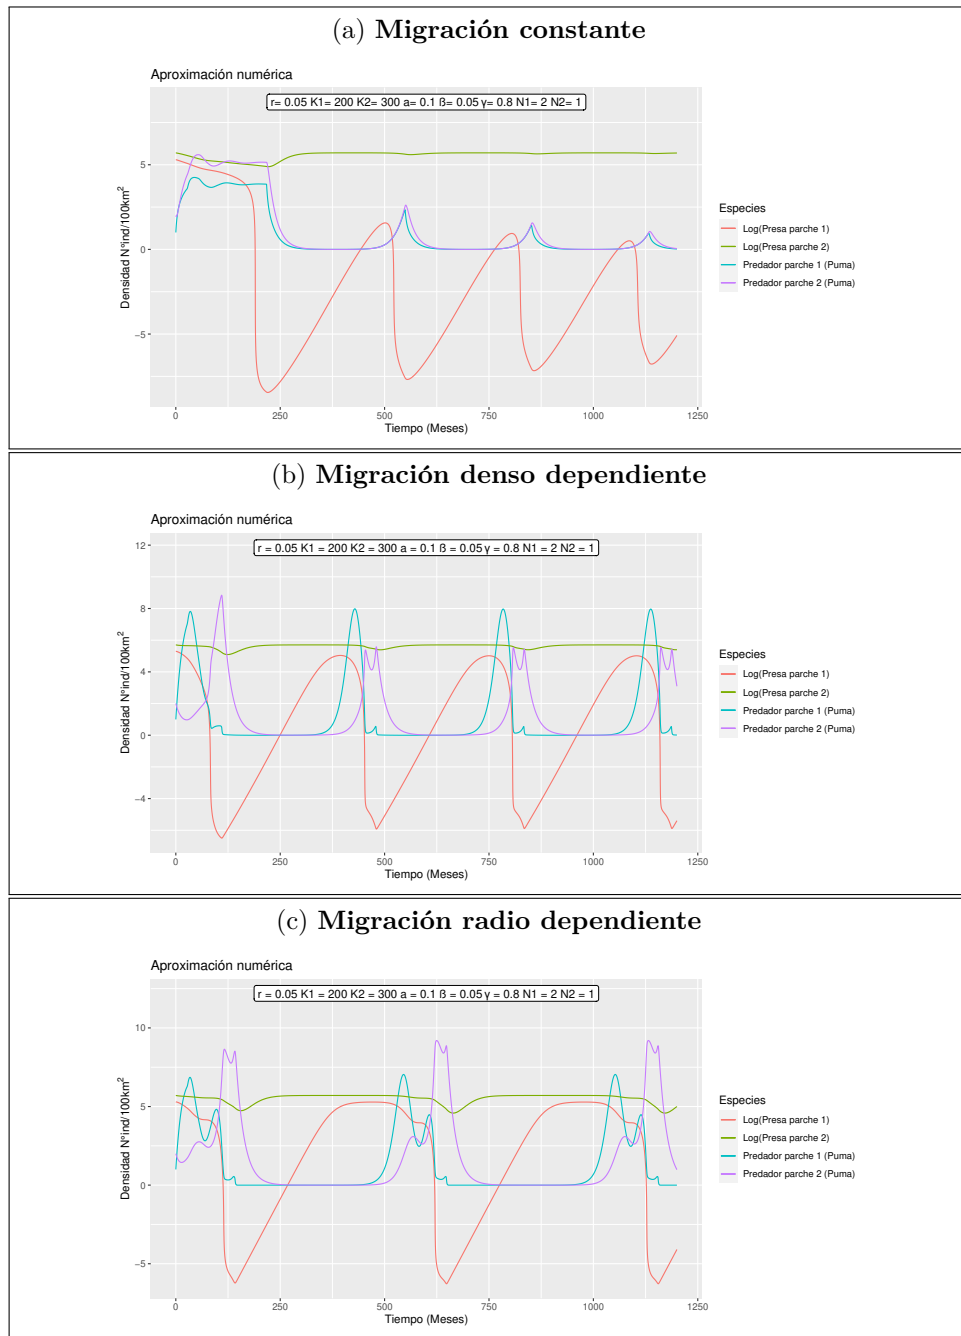 (a) Migración constante
Aproximación numérica
r= 0.05 K1= 200 K2= 300 a= 0.1 ß= 0.05 γ= 0.8 N1= 2 N2= 1
5
0
−5
Densidad NºInd/100km²
0 250 500 750 1000 1250
Tiempo (Meses)
Especies
Log(Presa parche 1)
Log(Presa parche 2)
Predador parche 1 (Puma)
Predador parche 2 (Puma)
(b) Migración denso dependiente
Aproximación numérica
r = 0.05 K1 = 200 K2 = 300 a = 0.1 ß = 0.05 γ = 0.8 N1 = 2 N2 = 1
12
8
4
0
−4
Densidad NºInd/100km²
0 250 500 750 1000 1250
Tiempo (Meses)
Especies
Log(Presa parche 1)
Log(Presa parche 2)
Predador parche 1 (Puma)
Predador parche 2 (Puma)
(c) Migración radio dependiente
Aproximación numérica
r = 0.05 K1 = 200 K2 = 300 a = 0.1 ß = 0.05 γ = 0.8 N1 = 2 N2 = 1
10
5
0
−5
Densidad NºInd/100km²
0 250 500 750 1000 1250
Tiempo (Meses)
Especies
Log(Presa parche 1)
Log(Presa parche 2)
Predador parche 1 (Puma)
Predador parche 2 (Puma)